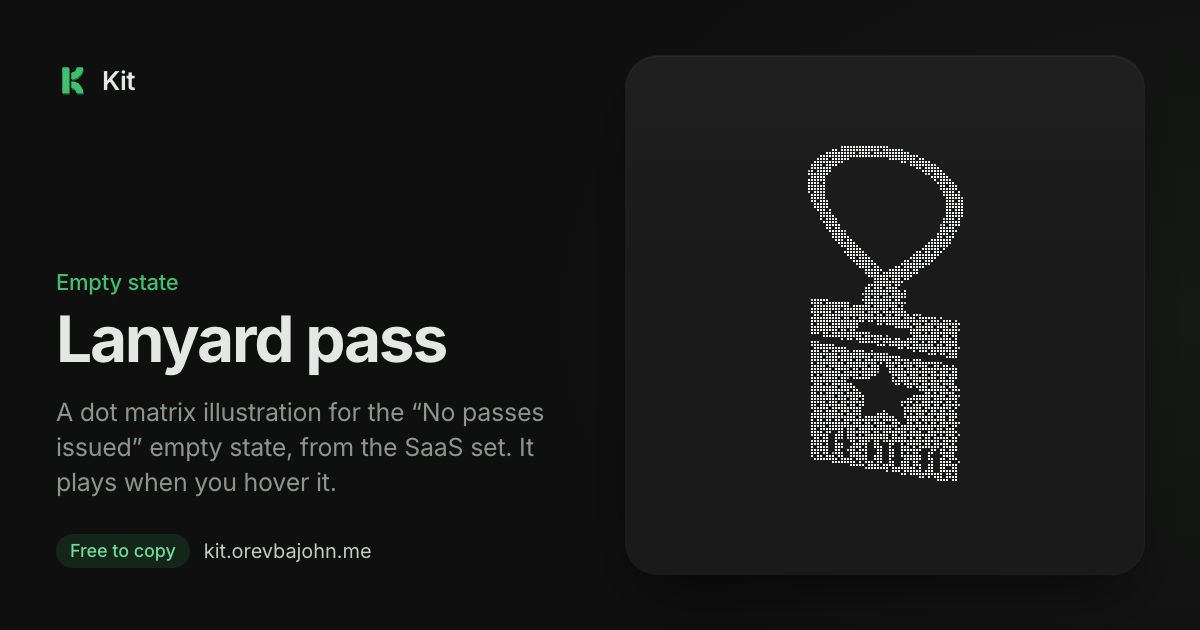 Kit
Empty state
Lanyard pass
A dot matrix illustration for the “No passes
issued” empty state, from the SaaS set. It
plays when you hover it.
Free to copy
kit.orevbajohn.me